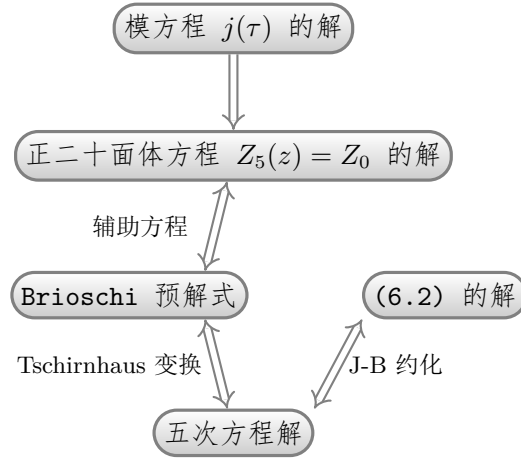 模方程 j(τ) 的解
正二十面体方程 Z₅(z) = Z₀ 的解
辅助方程
Brioschi 预解式
(6.2) 的解
Tschirnhaus 变换
J-B 约化
五次方程解